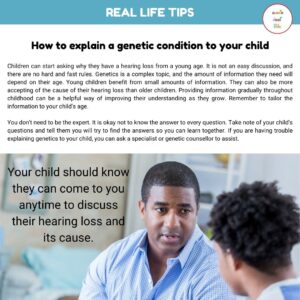 REAL LIFE TIPS
How to explain a genetic condition to your child
Children can start asking why they have a hearing loss from a young age. It is not an easy discussion, and
there are no hard and fast rules. Genetics is a complex topic, and the amount of information they need will
depend on their age. Young children benefit from small amounts of information. They can also be more
accepting of the cause of their hearing loss than older children. Providing information gradually throughout
childhood can be a helpful way of improving their understanding as they grow. Remember to tailor the
information to your child's age.
You don't need to be the expert. It is okay not to know the answer to every question. Take note of your child's
questions and tell them you will try to find the answers so you can learn together. If you are having trouble
explaining genetics to your child, you can ask a specialist or genetic counsellor to assist.
Your child should know
they can come to you
anytime to discuss
their hearing loss and
its cause.